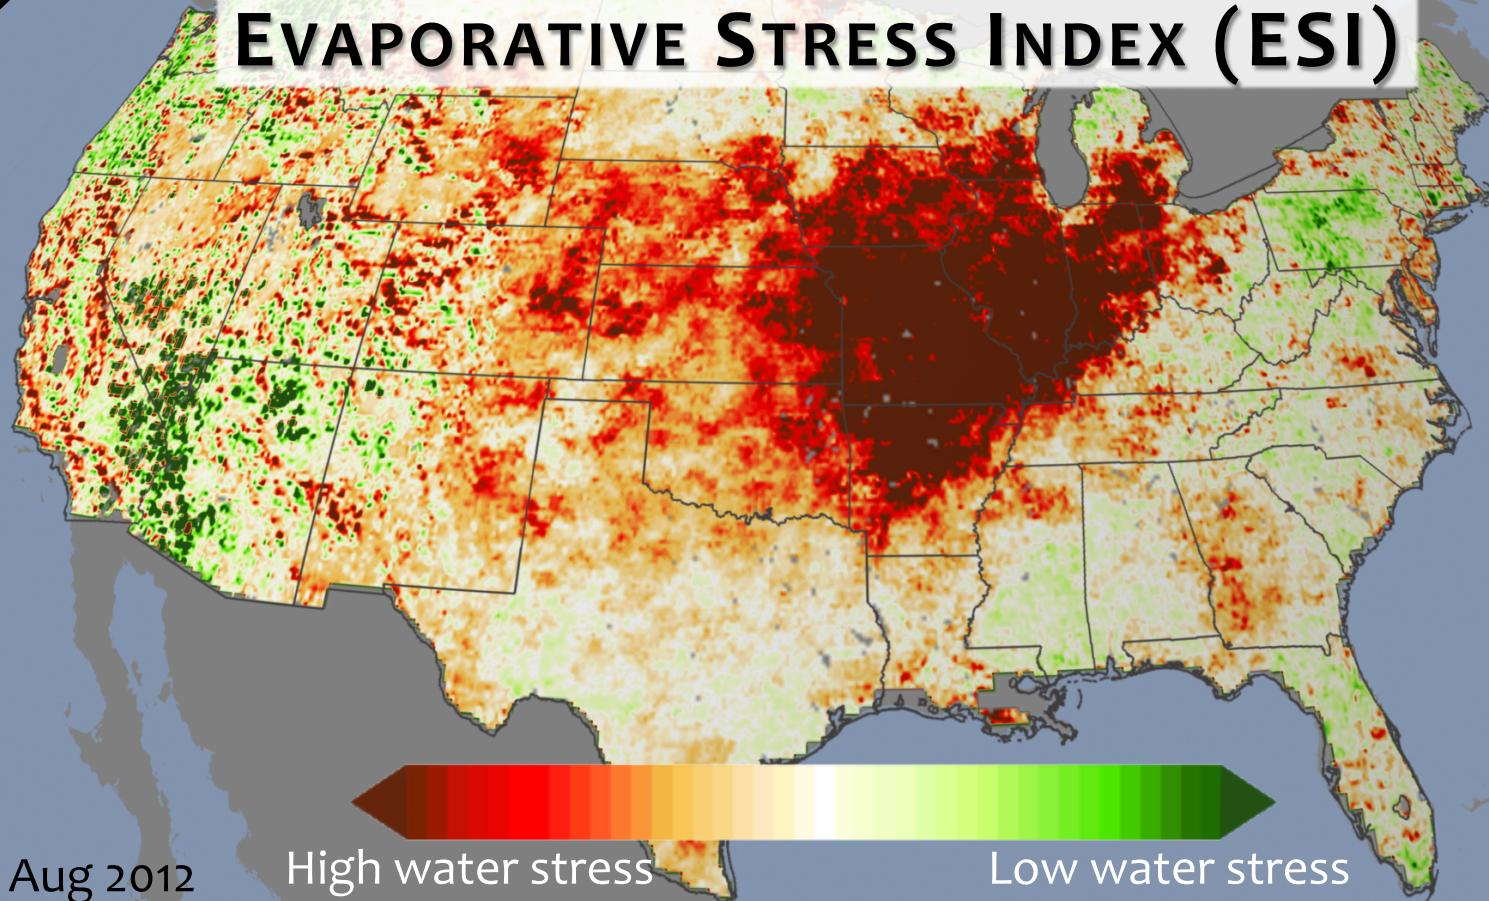 Evaporative Stress Index (ESI)
High water stress
Low water stress
Aug 2012